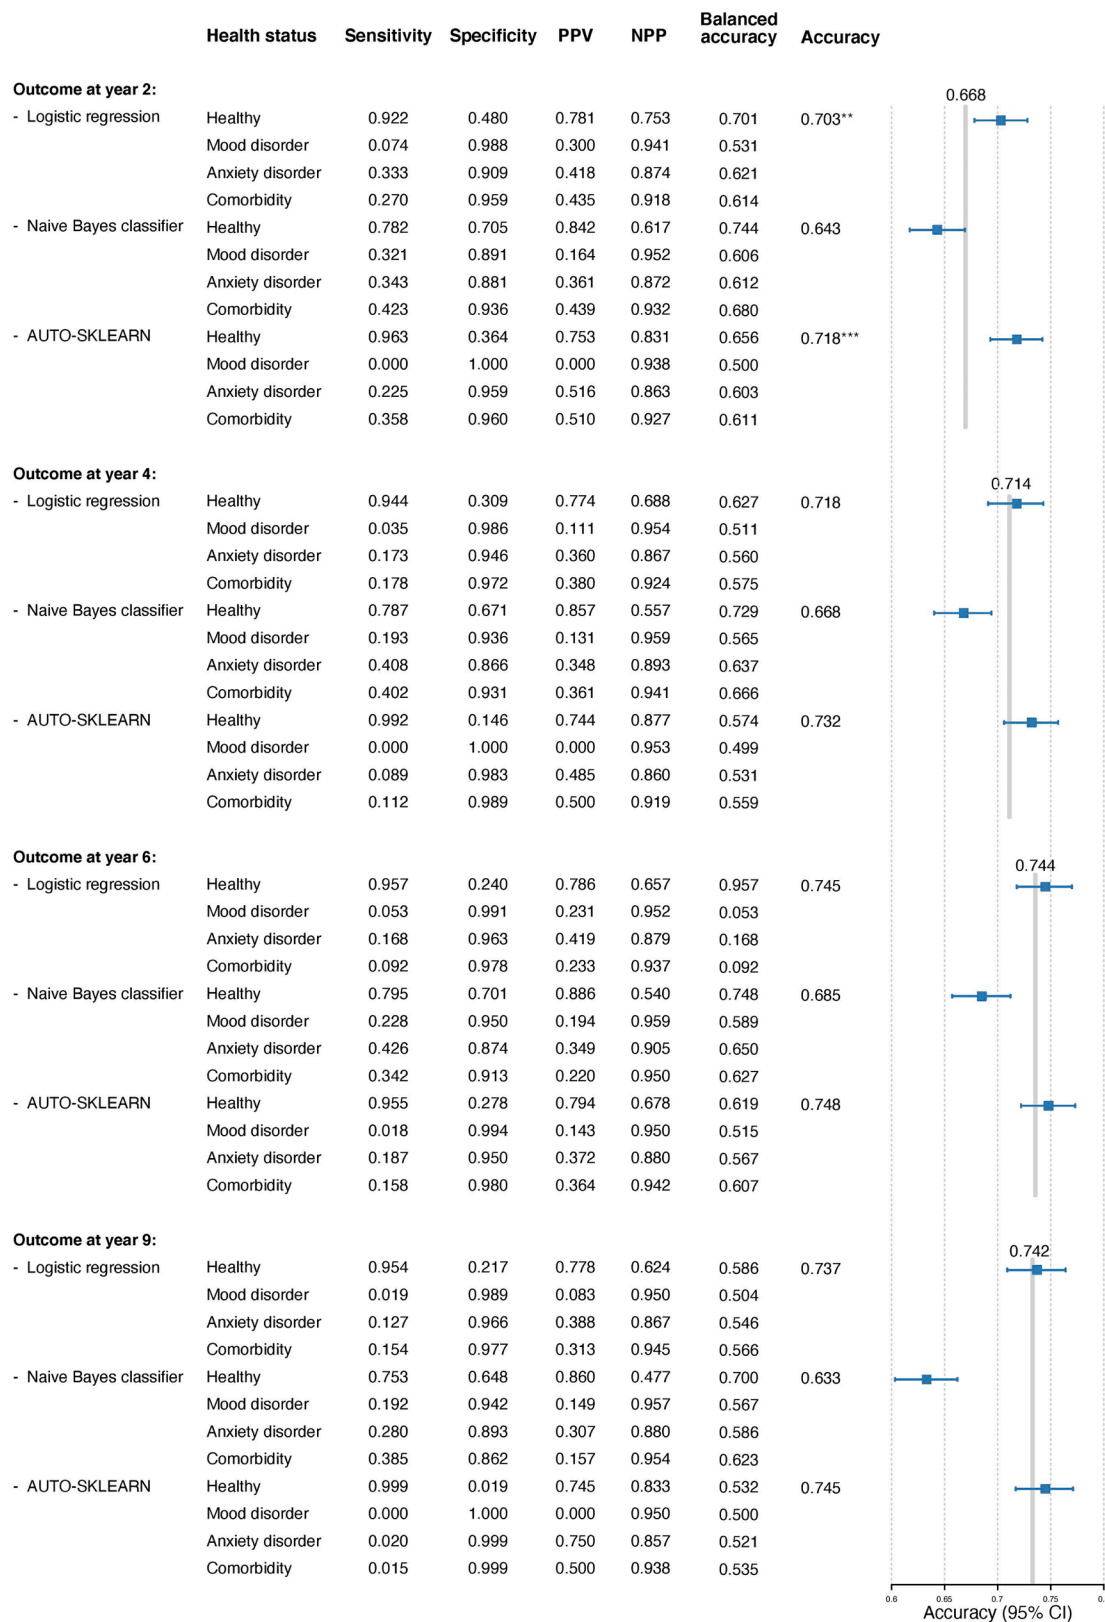 Health status Sensitivity Specificity PPV NPP Balanced accuracy Accuracy
Outcome at year 2:
0.668
- Logistic regression Healthy 0.922 0.480 0.781 0.753 0.701 0.703**
Mood disorder 0.074 0.988 0.300 0.941 0.531
Anxiety disorder 0.333 0.909 0.418 0.874 0.621
Comorbidity 0.270 0.959 0.435 0.918 0.614
- Naive Bayes classifier Healthy 0.782 0.705 0.842 0.617 0.744 0.643
Mood disorder 0.321 0.891 0.164 0.952 0.606
Anxiety disorder 0.343 0.881 0.361 0.872 0.612
Comorbidity 0.423 0.936 0.439 0.932 0.680
- AUTO-SKLEARN Healthy 0.963 0.364 0.753 0.831 0.656 0.718***
Mood disorder 0.000 1.000 0.000 0.938 0.500
Anxiety disorder 0.225 0.959 0.516 0.863 0.603
Comorbidity 0.358 0.960 0.510 0.927 0.611
Outcome at year 4:
0.714
- Logistic regression Healthy 0.944 0.309 0.774 0.688 0.627 0.718
Mood disorder 0.035 0.986 0.111 0.954 0.511
Anxiety disorder 0.173 0.946 0.360 0.867 0.560
Comorbidity 0.178 0.972 0.380 0.924 0.575
- Naive Bayes classifier Healthy 0.787 0.671 0.857 0.557 0.729 0.668
Mood disorder 0.193 0.936 0.131 0.959 0.565
Anxiety disorder 0.408 0.866 0.348 0.893 0.637
Comorbidity 0.402 0.931 0.361 0.941 0.666
- AUTO-SKLEARN Healthy 0.992 0.146 0.744 0.877 0.574 0.732
Mood disorder 0.000 1.000 0.000 0.953 0.499
Anxiety disorder 0.089 0.983 0.485 0.860 0.531
Comorbidity 0.112 0.989 0.500 0.919 0.559
Outcome at year 6:
0.744
- Logistic regression Healthy 0.957 0.240 0.786 0.657 0.957 0.745
Mood disorder 0.053 0.991 0.231 0.952 0.053
Anxiety disorder 0.168 0.963 0.419 0.879 0.168
Comorbidity 0.092 0.978 0.233 0.937 0.092
- Naive Bayes classifier Healthy 0.795 0.701 0.886 0.540 0.748 0.685
Mood disorder 0.228 0.950 0.194 0.959 0.589
Anxiety disorder 0.426 0.874 0.349 0.905 0.650
Comorbidity 0.342 0.913 0.220 0.950 0.627
- AUTO-SKLEARN Healthy 0.955 0.278 0.794 0.678 0.619 0.748
Mood disorder 0.018 0.994 0.143 0.950 0.515
Anxiety disorder 0.187 0.950 0.372 0.880 0.567
Comorbidity 0.158 0.980 0.364 0.942 0.607
Outcome at year 9:
0.742
- Logistic regression Healthy 0.954 0.217 0.778 0.624 0.586 0.737
Mood disorder 0.019 0.989 0.083 0.950 0.504
Anxiety disorder 0.127 0.966 0.388 0.867 0.546
Comorbidity 0.154 0.977 0.313 0.945 0.566
- Naive Bayes classifier Healthy 0.753 0.648 0.860 0.477 0.700 0.633
Mood disorder 0.192 0.942 0.149 0.957 0.567
Anxiety disorder 0.280 0.893 0.307 0.880 0.586
Comorbidity 0.385 0.862 0.157 0.954 0.623
- AUTO-SKLEARN Healthy 0.999 0.019 0.745 0.833 0.532 0.745
Mood disorder 0.000 1.000 0.000 0.950 0.500
Anxiety disorder 0.020 0.999 0.750 0.857 0.521
Comorbidity 0.015 0.999 0.500 0.938 0.535
0.6 0.65 0.7 0.75
Accuracy (95% CI)